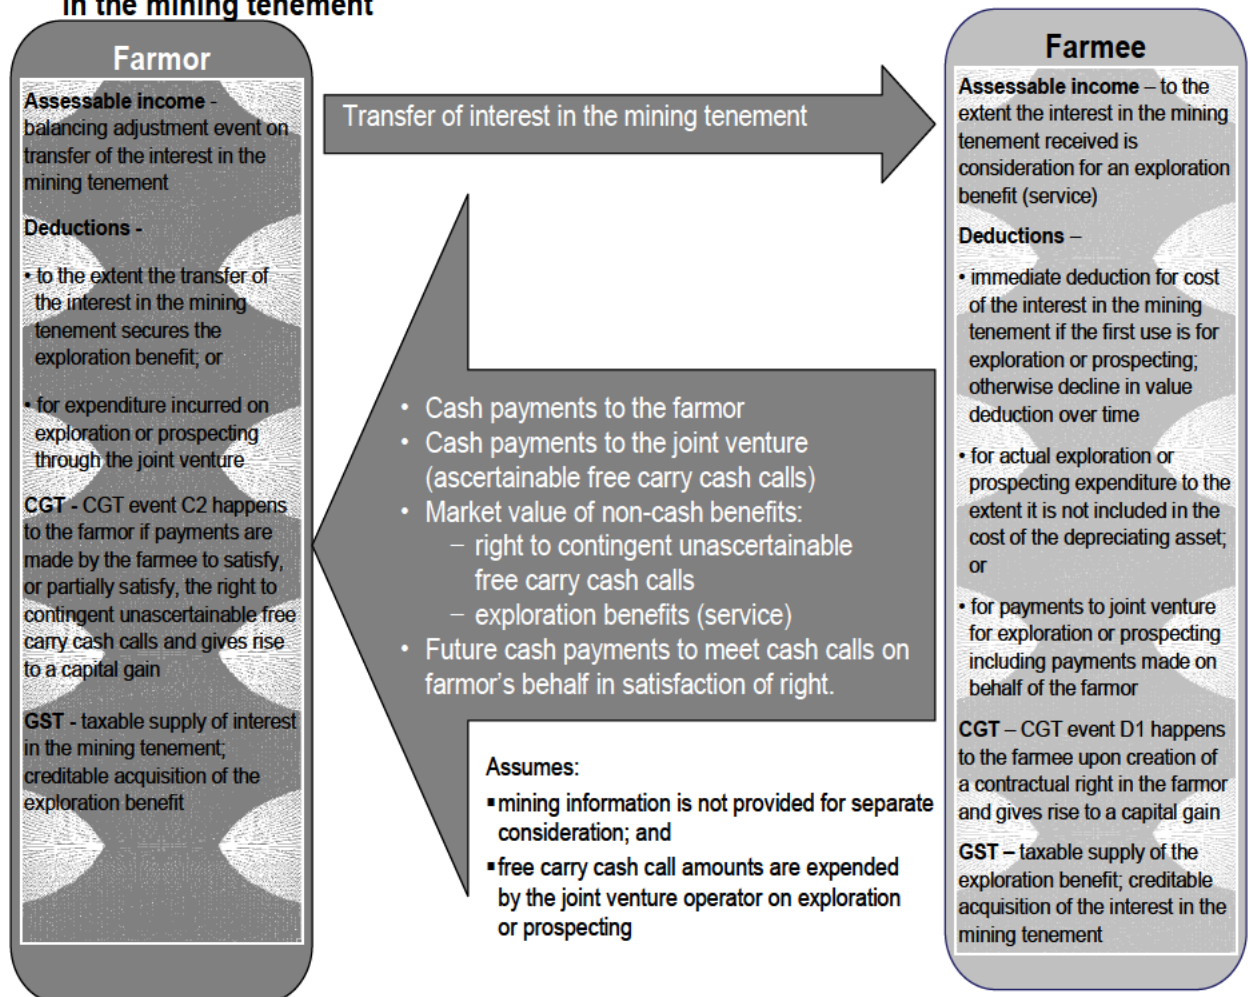 in the mining tenement
Farmor
Assessable income -
balancing adjustment event on
transfer of the interest in the
mining tenement
Deductions -
• to the extent the transfer of
the interest in the mining
tenement secures the
exploration benefit; or
• for expenditure incurred on
exploration or prospecting
through the joint venture
CGT - CGT event C2 happens
to the farmor if payments are
made by the farmee to satisfy,
or partially satisfy, the right to
contingent unascertainable free
carry cash calls and gives rise
to a capital gain
GST - taxable supply of interest
in the mining tenement;
creditable acquisition of the
exploration benefit
Transfer of interest in the mining tenement
• Cash payments to the farmor
• Cash payments to the joint venture
(ascertainable free carry cash calls)
• Market value of non-cash benefits:
– right to contingent unascertainable
free carry cash calls
– exploration benefits (service)
• Future cash payments to meet cash calls on
farmor's behalf in satisfaction of right.
Assumes:
▪mining information is not provided for separate
consideration; and
▪free carry cash call amounts are expended
by the joint venture operator on exploration
or prospecting
Farmee
Assessable income – to the
extent the interest in the mining
tenement received is
consideration for an exploration
benefit (service)
Deductions –
• immediate deduction for cost
of the interest in the mining
tenement if the first use is for
exploration or prospecting;
otherwise decline in value
deduction over time
• for actual exploration or
prospecting expenditure to the
extent it is not included in the
cost of the depreciating asset;
or
• for payments to joint venture
for exploration or prospecting
including payments made on
behalf of the farmor
CGT – CGT event D1 happens
to the farmee upon creation of
a contractual right in the farmor
and gives rise to a capital gain
GST – taxable supply of the
exploration benefit; creditable
acquisition of the interest in the
mining tenement